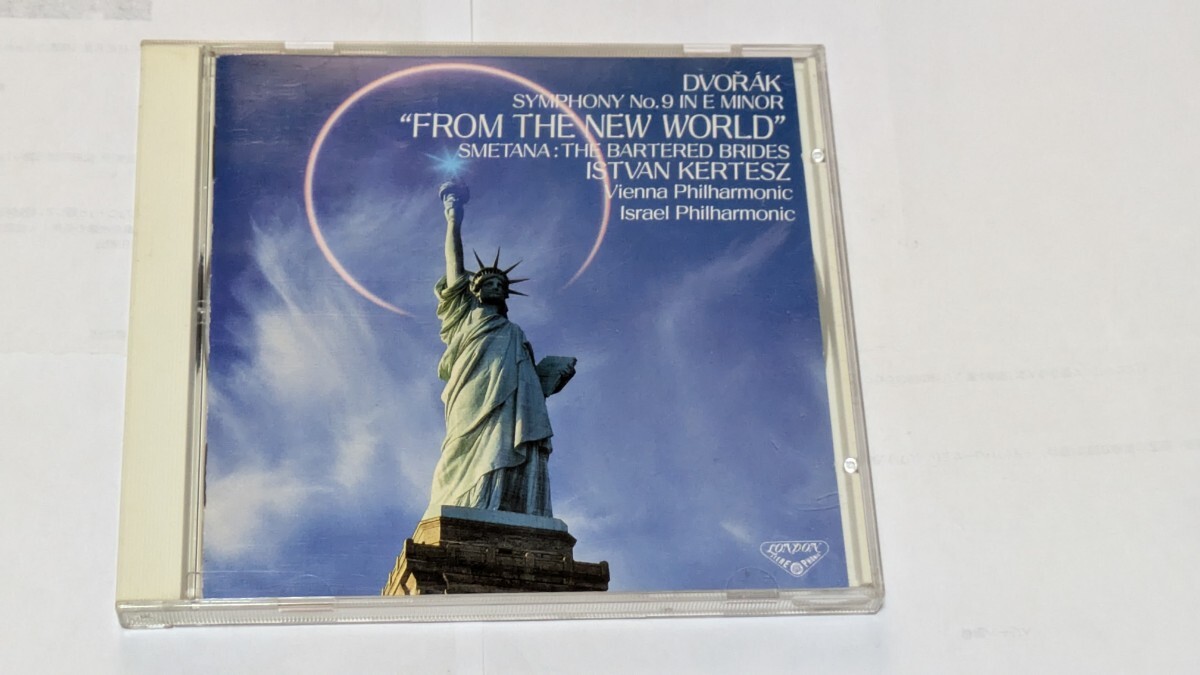 DVOŘÁK
SYMPHONY No.9 IN E MINOR
“FROM THE NEW WORLD”
SMETANA : THE BARTERED BRIDES
ISTVAN KERTESZ
Vienna Philharmonic
Israel Philharmonic
LONDON